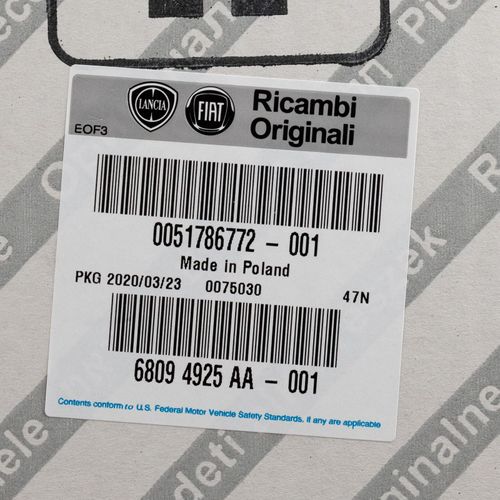 LANCIA
FIAT
Ricambi
Originali
EOF3
0051786772 - 001
Made in Poland
PKG 2020/03/23 0075030 47N
6809 4925 AA - 001
Contents conform to U.S. Federal Motor Vehicle Safety Standards, if any are applicable
deti